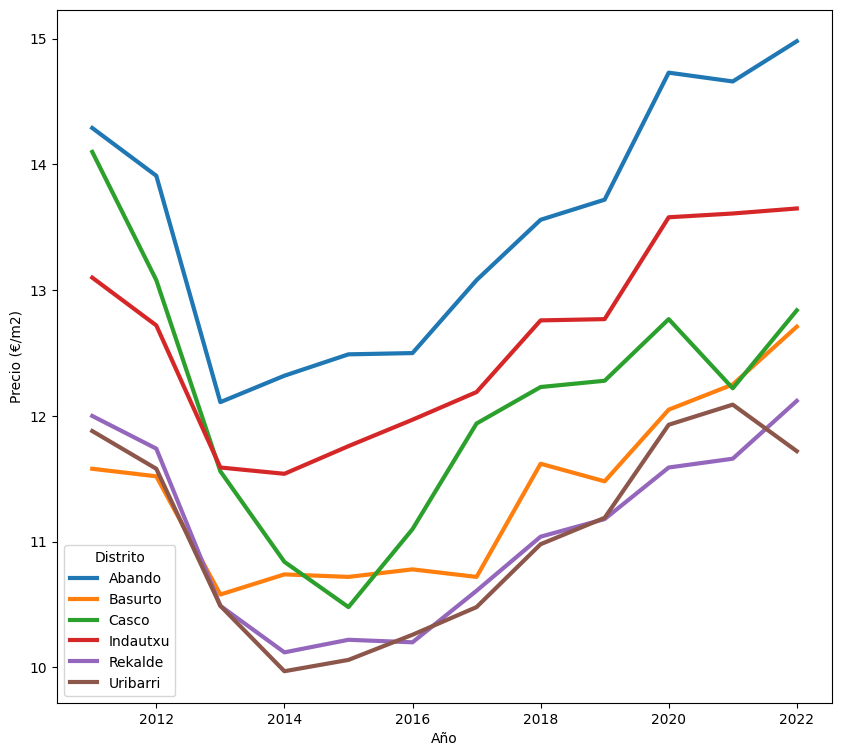 15
14
13
12
11
10
Precio (€/m2)
Distrito
Abando
Basurto
Casco
Indautxu
Rekalde
Uribarri
2012 2014 2016 2018 2020 2022
Año